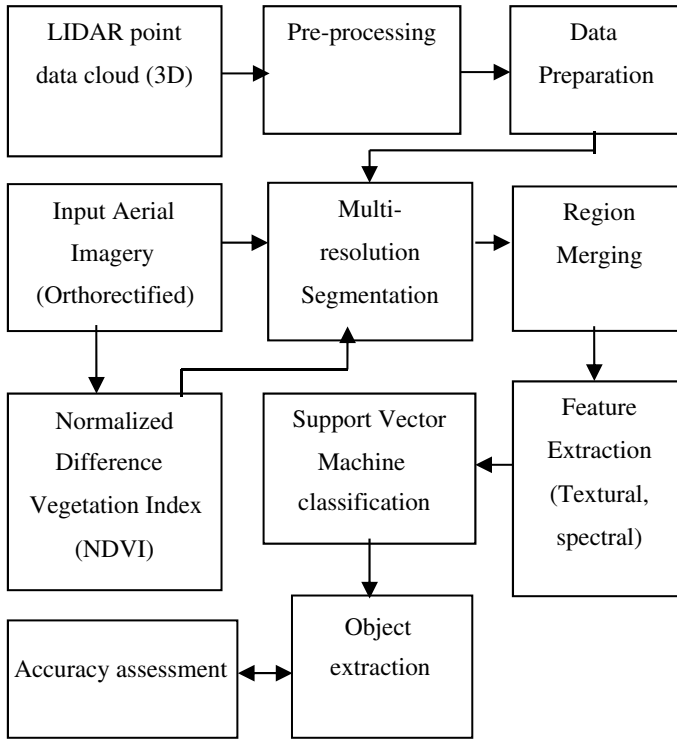 LIDAR point
data cloud (3D)
Pre-processing
Data
Preparation
Input Aerial
Imagery
(Orthorectified)
Multi-
resolution
Segmentation
Region
Merging
Normalized
Difference
Vegetation Index
(NDVI)
Support Vector
Machine
classification
Feature
Extraction
(Textural,
spectral)
Accuracy assessment
Object
extraction